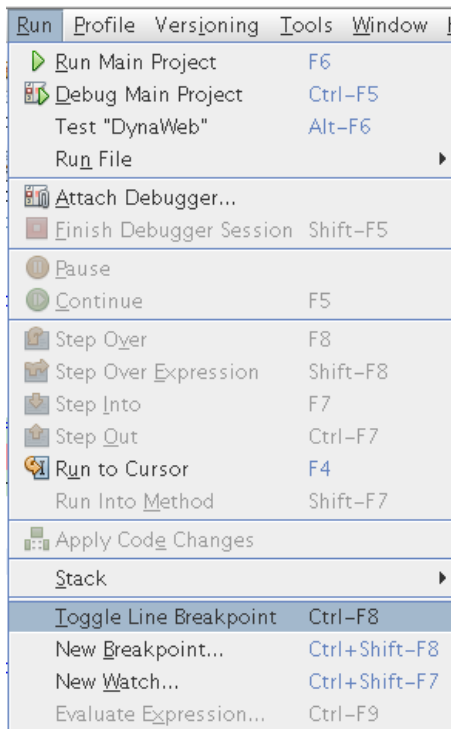 Run Profile Versioning Tools Window
Run Main Project F6
Debug Main Project Ctrl-F5
Test "DynaWeb" Alt-F6
Run File
Attach Debugger...
Finish Debugger Session Shift-F5
Pause
Continue F5
Step Over F8
Step Over Expression Shift-F8
Step Into F7
Step Out Ctrl-F7
Run to Cursor F4
Run Into Method Shift-F7
Apply Code Changes
Stack
Toggle Line Breakpoint Ctrl-F8
New Breakpoint... Ctrl+Shift-F8
New Watch... Ctrl+Shift-F7
Evaluate Expression... Ctrl-F9